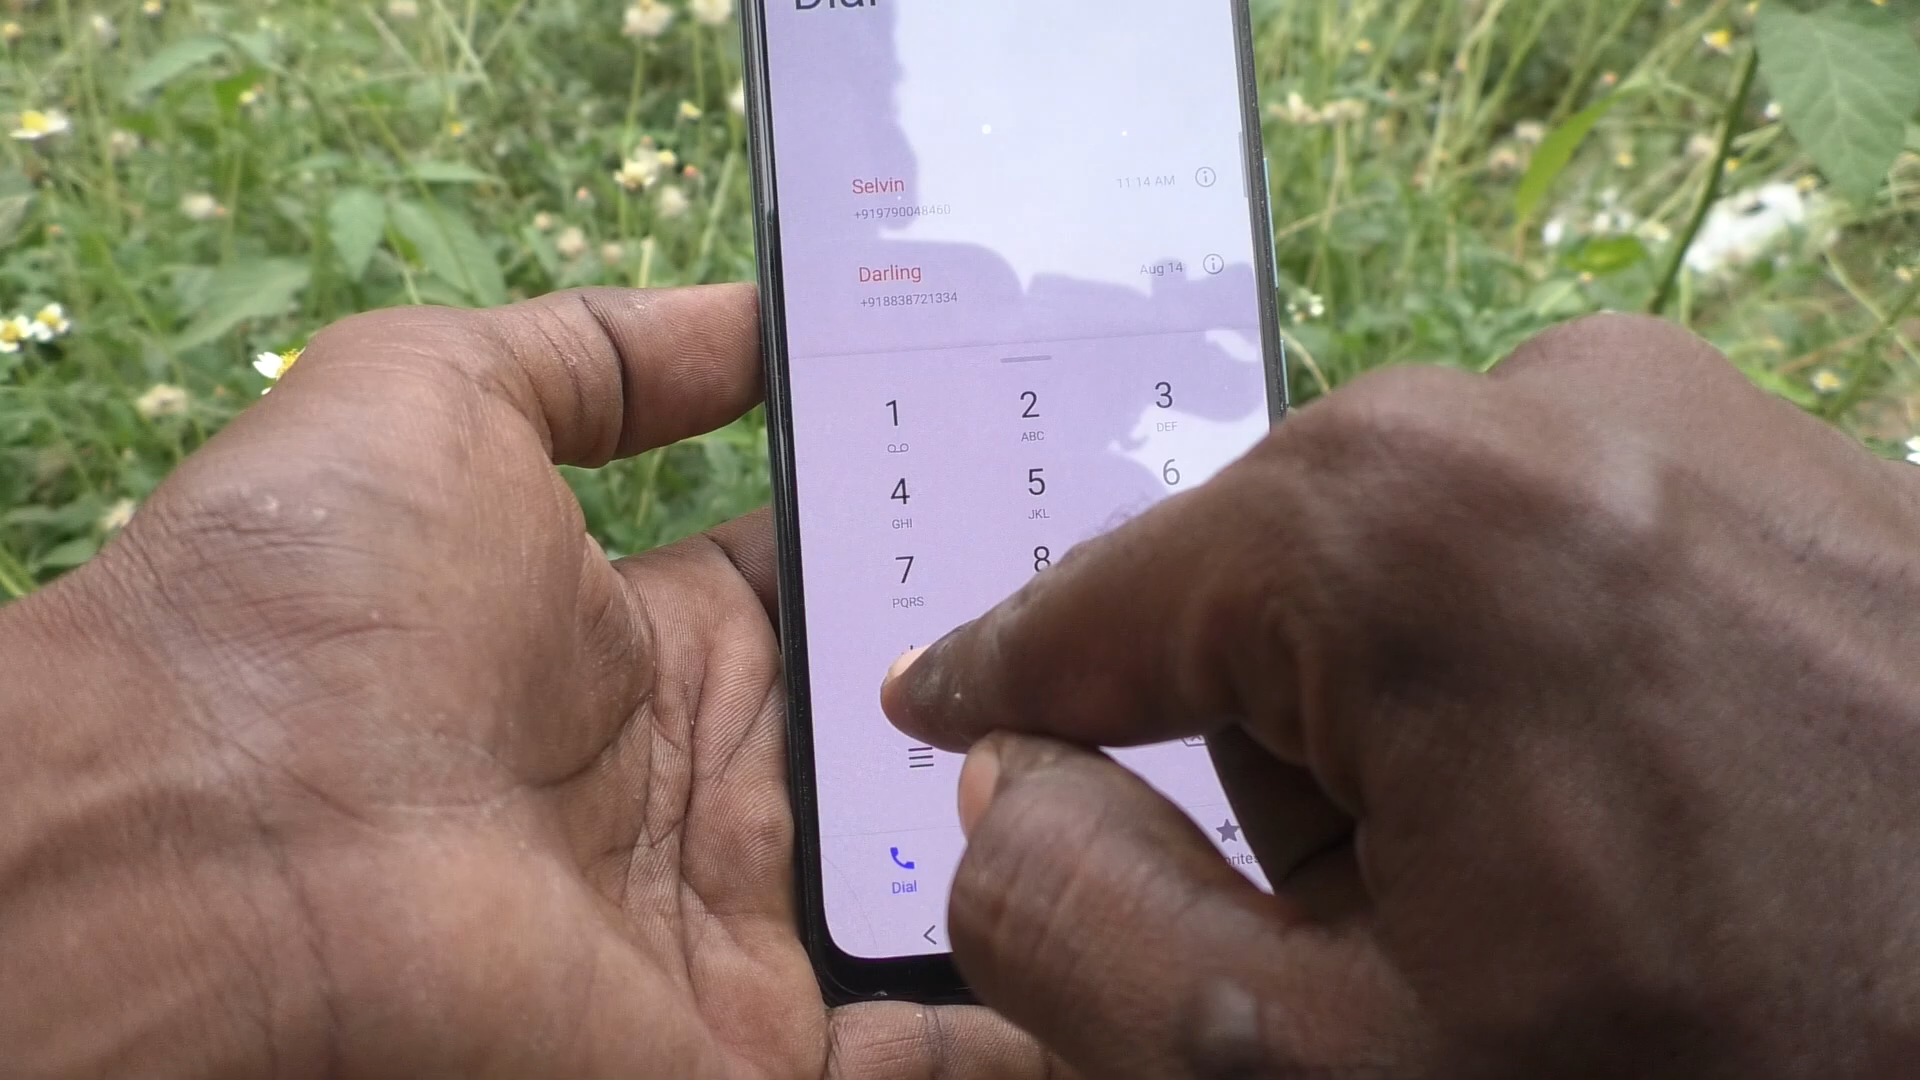 Dial
Selvin
11:14 AM
+919790048460
Darling
Aug 14
+918838721334
1
2
ABC
3
DEF
4
GHI
5
JKL
6
7
PQRS
8
Dial